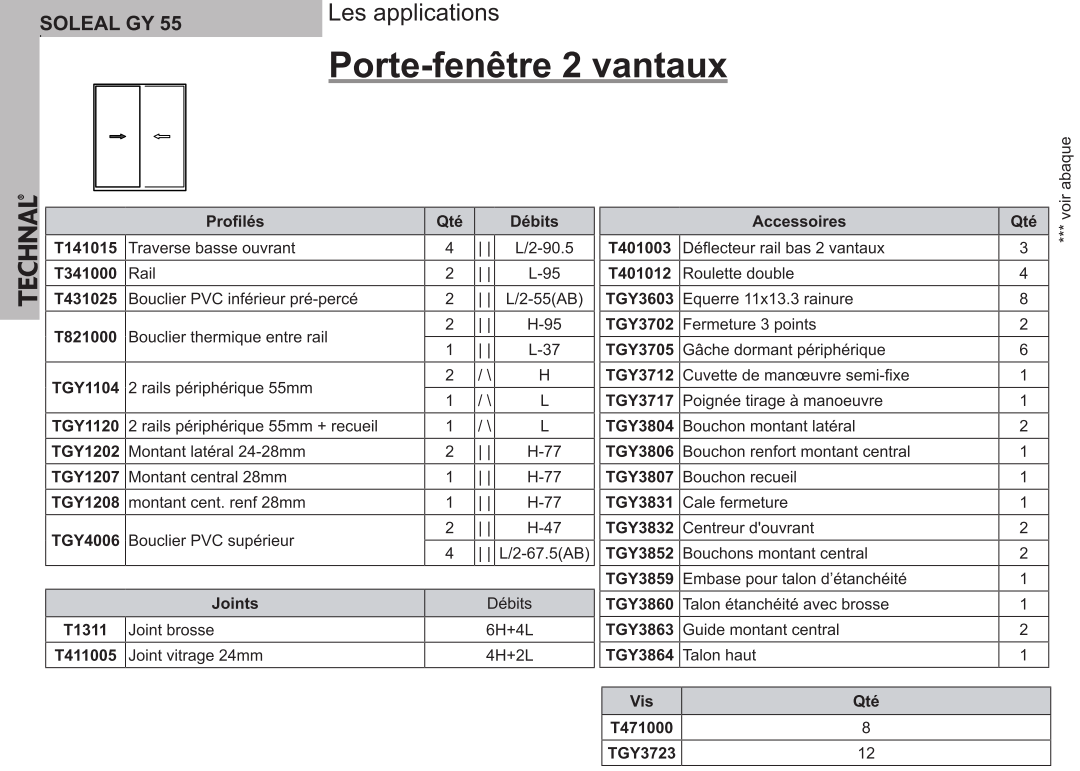 SOLEAL GY 55
Les applications
Porte-fenêtre 2 vantaux
TECHNAL®
*** voir abaque
Profilés Qté Débits
T141015 Traverse basse ouvrant 4 | | L/2-90.5
T341000 Rail 2 | | L-95
T431025 Bouclier PVC inférieur pré-percé 2 | | L/2-55(AB)
T821000 Bouclier thermique entre rail 2 | | H-95
1 | | L-37
TGY1104 2 rails périphérique 55mm 2 / \ H
1 / \ L
TGY1120 2 rails périphérique 55mm + recueil 1 / \ L
TGY1202 Montant latéral 24-28mm 2 | | H-77
TGY1207 Montant central 28mm 1 | | H-77
TGY1208 montant cent. renf 28mm 1 | | H-77
TGY4006 Bouclier PVC supérieur 2 | | H-47
4 | | L/2-67.5(AB)
Joints Débits
T1311 Joint brosse 6H+4L
T411005 Joint vitrage 24mm 4H+2L
Accessoires Qté
T401003 Déflecteur rail bas 2 vantaux 3
T401012 Roulette double 4
TGY3603 Equerre 11x13.3 rainure 8
TGY3702 Fermeture 3 points 2
TGY3705 Gâche dormant périphérique 6
TGY3712 Cuvette de manœuvre semi-fixe 1
TGY3717 Poignée tirage à manoeuvre 1
TGY3804 Bouchon montant latéral 2
TGY3806 Bouchon renfort montant central 1
TGY3807 Bouchon recueil 1
TGY3831 Cale fermeture 1
TGY3832 Centreur d'ouvrant 2
TGY3852 Bouchons montant central 2
TGY3859 Embase pour talon d’étanchéité 1
TGY3860 Talon étanchéité avec brosse 1
TGY3863 Guide montant central 2
TGY3864 Talon haut 1
Vis Qté
T471000 8
TGY3723 12